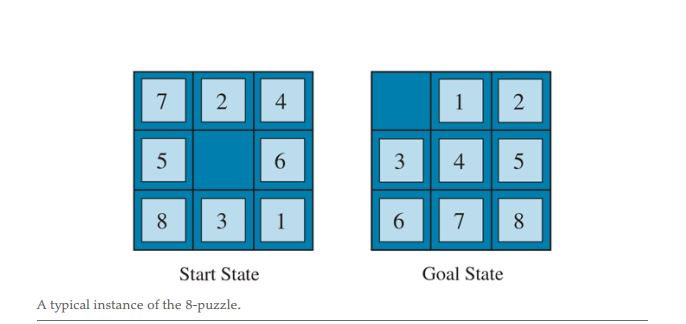 7 2 4 1 2
5 6 3 4 5
8 3 1 6 7 8
Start State Goal State
A typical instance of the 8-puzzle.